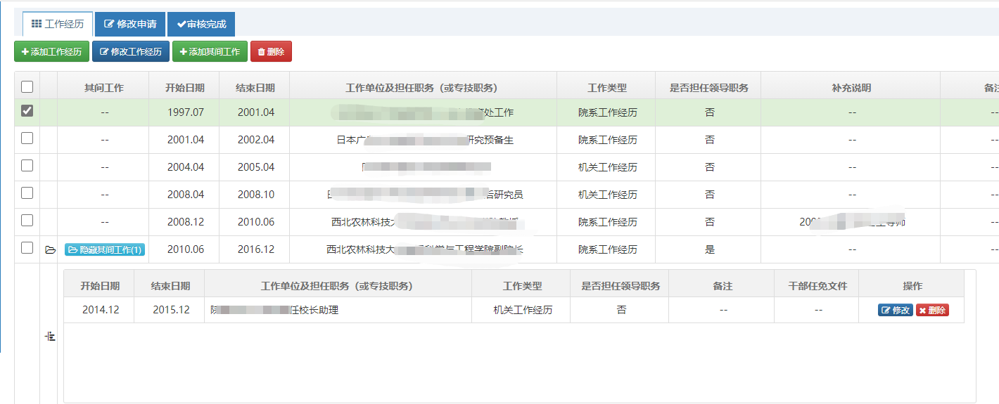 工作经历 修改申请 审核完成
添加工作经历 修改工作经历 添加其间工作 删除
其间工作 开始日期 结束日期 工作单位及担任职务（或专技职务） 工作类型 是否担任领导职务 补充说明 备注
-- 1997.07 2001.04 处工作 院系工作经历 否 -- --
-- 2001.04 2002.04 日本广 研究预备生 院系工作经历 否 -- --
-- 2004.04 2005.04 机关工作经历 否 -- --
-- 2008.04 2008.10 后研究员 机关工作经历 否 -- --
-- 2008.12 2010.06 西北农林科技大 院系工作经历 否 --
隐藏其间工作(1) 2010.06 2016.12 西北农林科技大 科学与工程学院副院长 院系工作经历 是 -- --
开始日期 结束日期 工作单位及担任职务（或专技职务） 工作类型 是否担任领导职务 备注 干部任免文件 操作
2014.12 2015.12 任校长助理 机关工作经历 否 -- -- 修改 删除